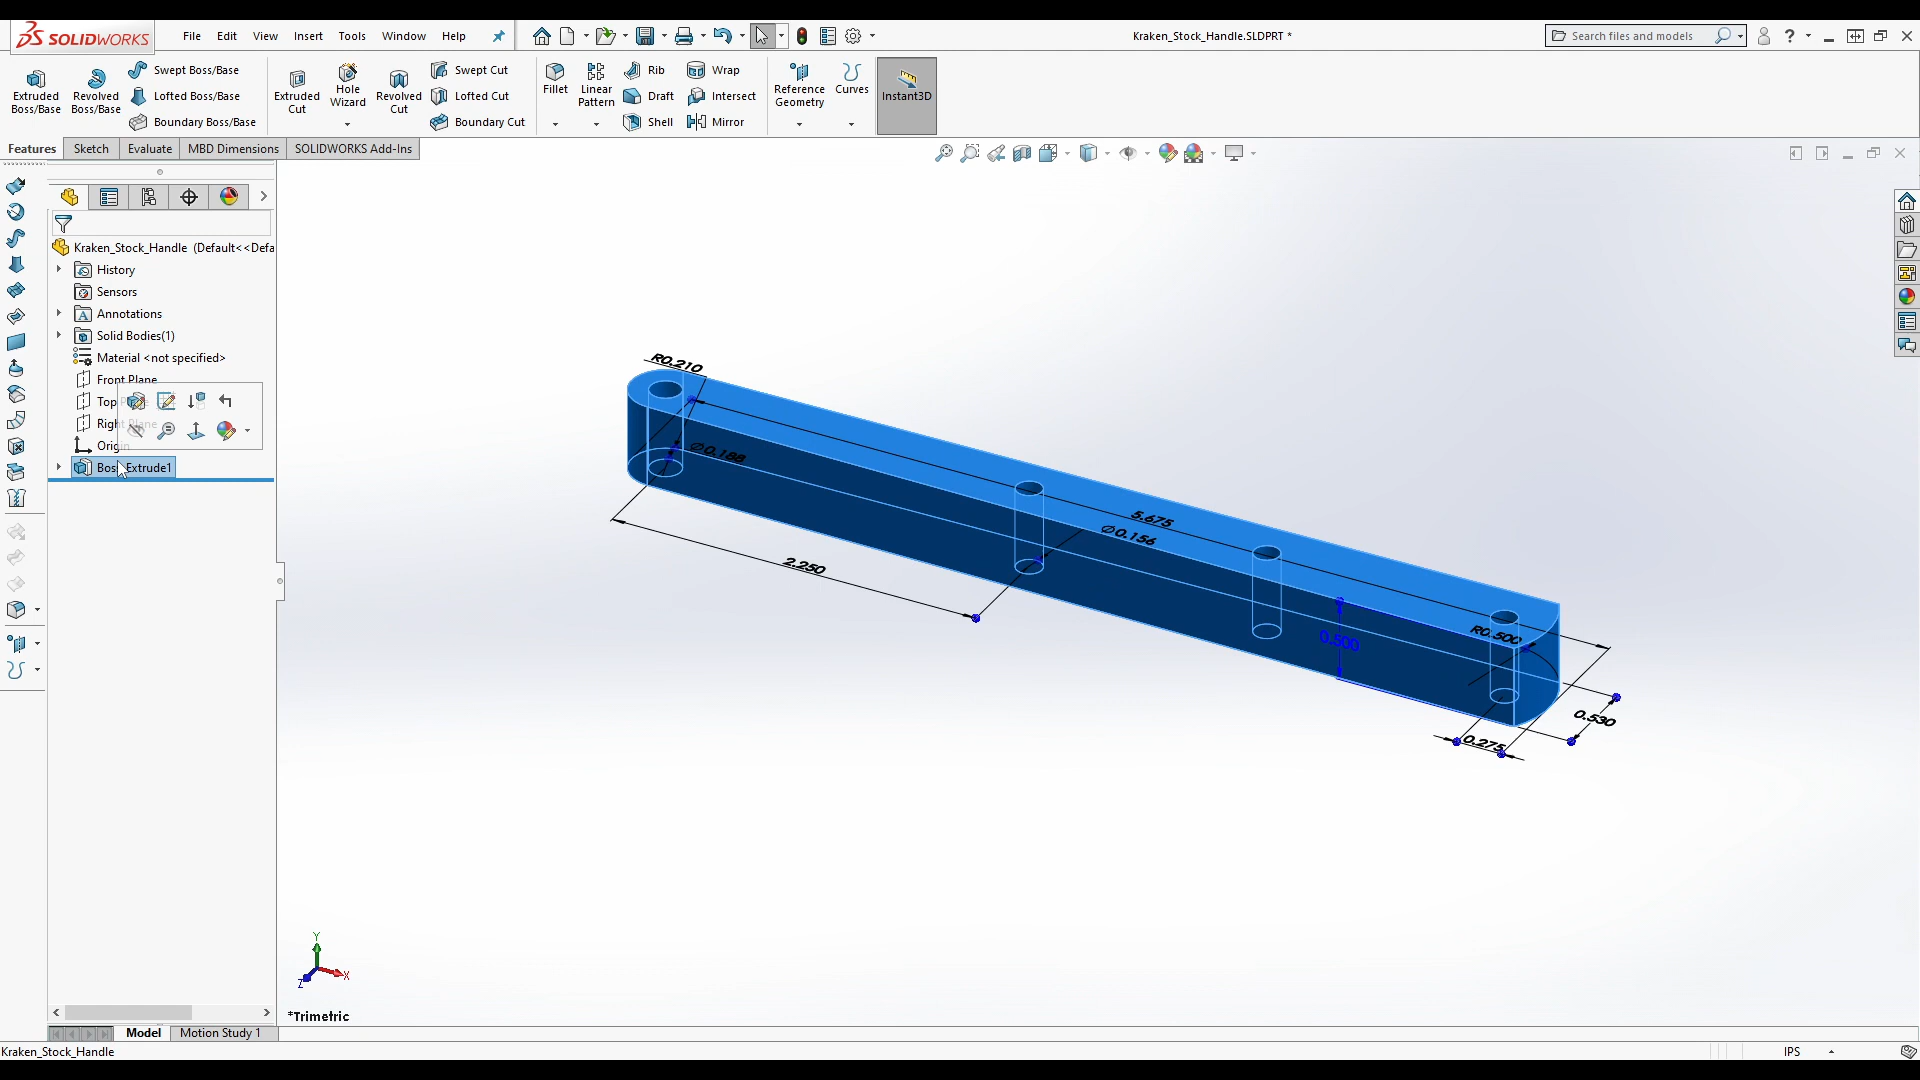 SOLIDWORKS
File Edit View Insert Tools Window Help
Kraken_Stock_Handle.SLDPRT *
Search files and models
Extruded Boss/Base
Revolved Boss/Base
Swept Boss/Base
Lofted Boss/Base
Boundary Boss/Base
Extruded Cut
Hole Wizard
Revolved Cut
Swept Cut
Lofted Cut
Boundary Cut
Fillet
Linear Pattern
Rib
Draft
Shell
Wrap
Intersect
Mirror
Reference Geometry
Curves
Instant3D
Features Sketch Evaluate MBD Dimensions SOLIDWORKS Add-Ins
Kraken_Stock_Handle (Default<<Defa
History
Sensors
A Annotations
Solid Bodies(1)
Material <not specified>
Front Plane
Top
Right Plane
Origin
Boss Extrude1
R0.210
Ø0.188
5.675
Ø0.156
2.250
0.500
R0.500
0.530
0.275
Y
X
Z
*Trimetric
Model Motion Study 1
Kraken_Stock_Handle
IPS